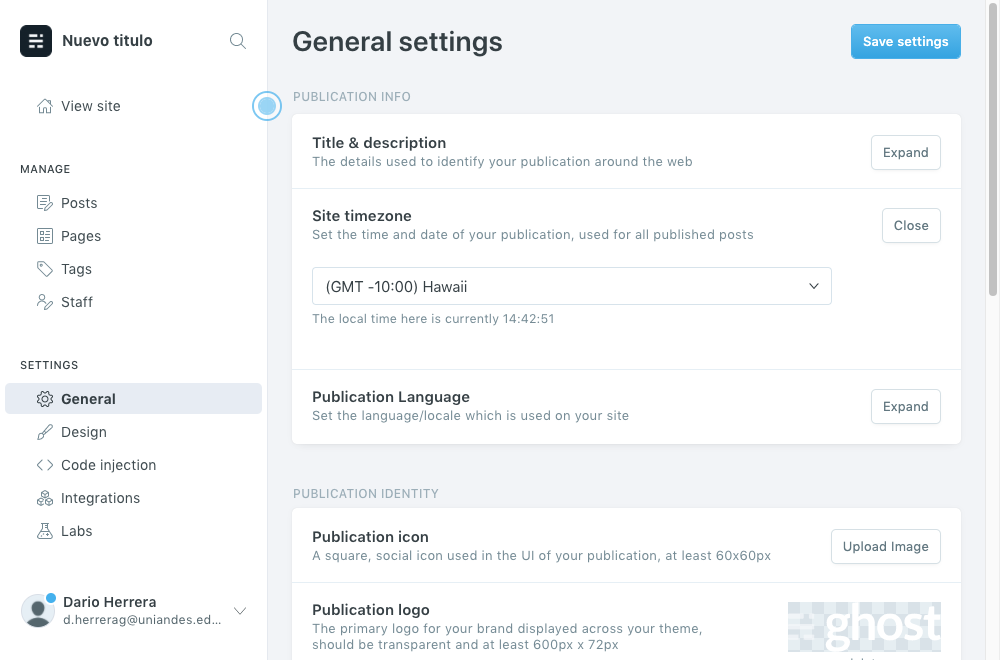 Nuevo titulo
View site
MANAGE
Posts
Pages
Tags
Staff
SETTINGS
General
Design
Code injection
Integrations
Labs
Dario Herrera
d.herrerag@uniandes.ed...
General settings
Save settings
PUBLICATION INFO
Title & description
The details used to identify your publication around the web
Expand
Site timezone
Set the time and date of your publication, used for all published posts
Close
(GMT -10:00) Hawaii
The local time here is currently 14:42:51
Publication Language
Set the language/locale which is used on your site
Expand
PUBLICATION IDENTITY
Publication icon
A square, social icon used in the UI of your publication, at least 60x60px
Upload Image
Publication logo
The primary logo for your brand displayed across your theme,
should be transparent and at least 600px x 72px
ghost